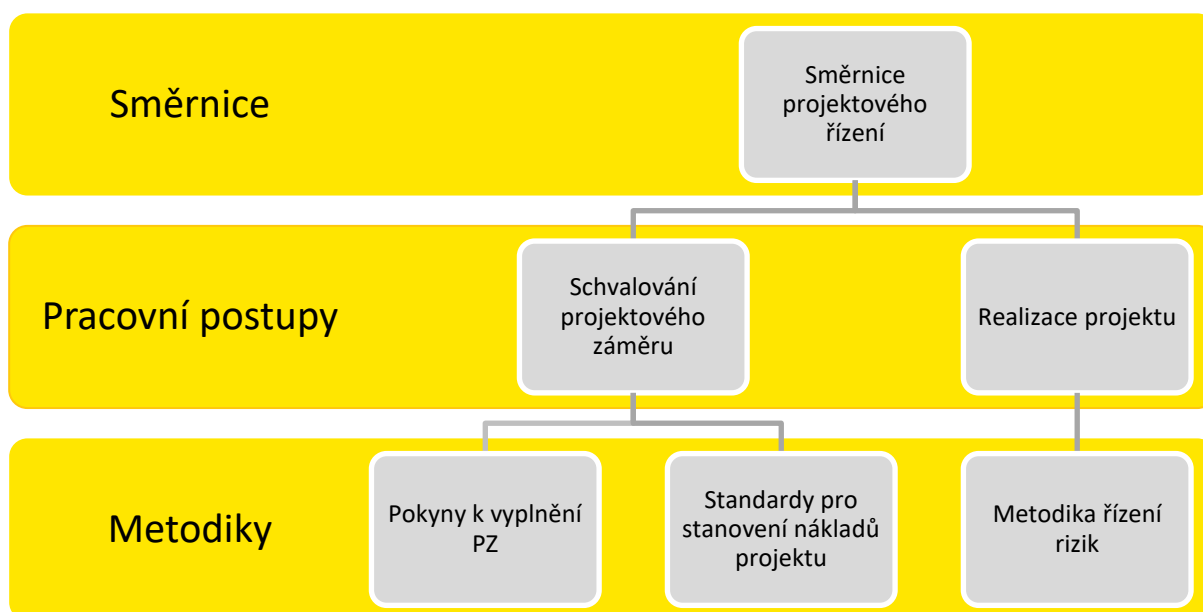 Směrnice
Směrnice
projektového
řízení
Pracovní postupy
Schvalování
projektového
záměru
Realizace projektu
Metodiky
Pokyny k vyplnění
PZ
Standardy pro
stanovení nákladů
projektu
Metodika řízení
rizik